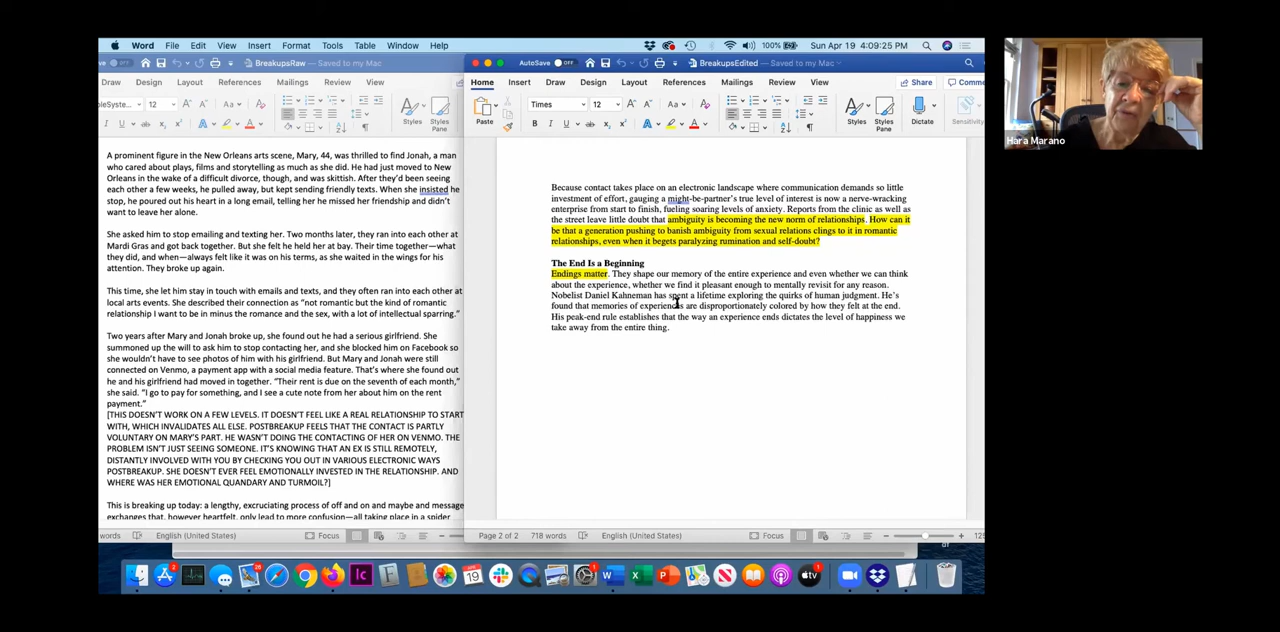 Word File Edit View Insert Format Tools Table Window Help
100% Sun Apr 19 4:09:25 PM
BreakupsRaw — Saved to my Mac
Draw Design Layout References
12
Aa
Styles
Styles Pane
A prominent figure in the New Orleans arts scene, Mary, 44, was thrilled to find Jonah, a man
who cared about plays, films and storytelling as much as she did. He had just moved to New
Orleans in the wake of a difficult divorce, though, and was skittish. After they'd been seeing
each other a few weeks, he pulled away, but kept sending friendly texts. When she insisted he
stop, he poured out his heart in a long email, telling her he missed her friendship and didn't
want to leave her alone.
She asked him to stop emailing and texting her. Two months later, they ran into each other at
Mardi Gras and got back together. But she felt he held her at bay. Their time together—what
they did, and when—always felt like it was on his terms, as she waited in the wings for his
attention. They broke up again.
This time, she let him stay in touch with emails and texts, and they often ran into each other at
local arts events. She described their connection as "not romantic but the kind of romantic
relationship I want to be in minus the romance and the sex, with a lot of intellectual sparring."
Two years after Mary and Jonah broke up, she found out he had a serious girlfriend. She
summoned up the will to ask him to stop contacting her, and she blocked him on Facebook so
she wouldn't have to see photos of him with his girlfriend. But Mary and Jonah were still
connected on Venmo, a payment app with a social media feature. That's where she found out
he and his girlfriend had moved in together. "Their rent is due on the seventh of each month,"
she said. "I go to pay for something, and I see a cute note from her about him on the rent
payment."
[THIS DOESN'T WORK ON A FEW LEVELS. IT DOESN'T FEEL LIKE A REAL RELATIONSHIP TO START
WITH, WHICH INVALIDATES ALL ELSE. POSTBREAKUP FEELS THAT THE CONTACT IS PARTLY
VOLUNTARY ON MARY'S PART. HE WASN'T DOING THE CONTACTING OF HER ON VENMO. THE
PROBLEM ISN'T JUST SEEING SOMEONE. IT'S KNOWING THAT AN EX IS STILL REMOTELY,
DISTANTLY INVOLVED WITH YOU BY CHECKING YOU OUT IN VARIOUS ELECTRONIC WAYS
POSTBREAKUP. SHE DOESN'T EVER FEEL EMOTIONALLY INVESTED IN THE RELATIONSHIP. AND
WHERE WAS HER EMOTIONAL QUANDARY AND TURMOIL?]
This is breaking up today: a lengthy, excruciating process of off and on and maybe and message
exchanges that, however heartfelt, only lead to more confusion—all taking place in a spider
words English (United States) Focus
AutoSave OFF BreakupsEdited — Saved to my Mac
Home Insert Draw Design Layout References Mailings Review View Share Comme
Times 12
Paste
Styles
Styles Pane
Dictate
Sensitivity
Because contact takes place on an electronic landscape where communication demands so little
investment of effort, gauging a might-be-partner's true level of interest is now a nerve-wracking
enterprise from start to finish, fueling soaring levels of anxiety. Reports from the clinic as well as
the street leave little doubt that ambiguity is becoming the new norm of relationships. How can it
be that a generation pushing to banish ambiguity from sexual relations clings to it in romantic
relationships, even when it begets paralyzing rumination and self-doubt?
The End Is a Beginning
Endings matter. They shape our memory of the entire experience and even whether we can think
about the experience, whether we find it pleasant enough to mentally revisit for any reason.
Nobelist Daniel Kahneman has spent a lifetime exploring the quirks of human judgment. He's
found that memories of experiences are disproportionately colored by how they felt at the end.
His peak-end rule establishes that the way an experience ends dictates the level of happiness we
take away from the entire thing.
Page 2 of 2 718 words English (United States) Focus
Hara Marano